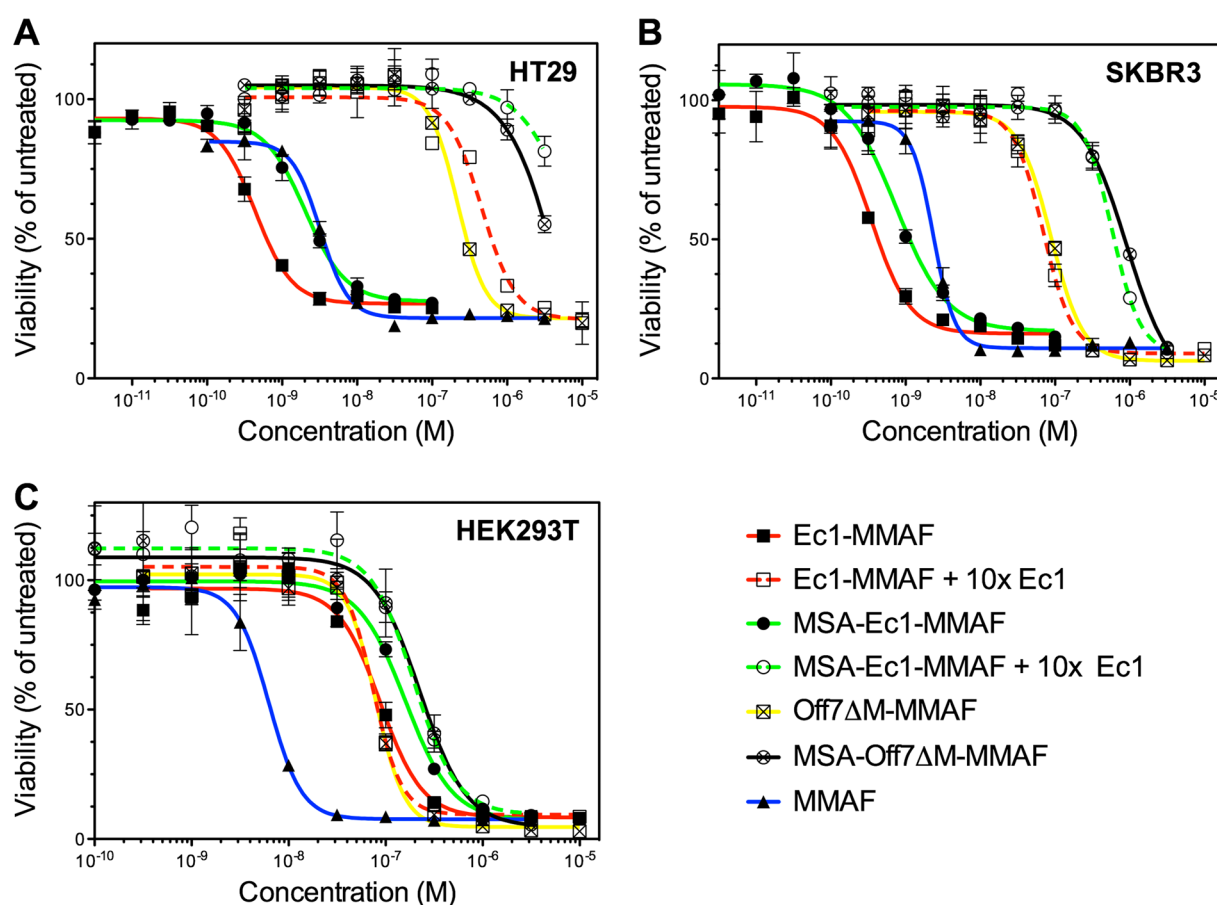 A
HT29
Viability (% of untreated)
100
50
0
10⁻¹¹ 10⁻¹⁰ 10⁻⁹ 10⁻⁸ 10⁻⁷ 10⁻⁶ 10⁻⁵
Concentration (M)
B
SKBR3
Viability (% of untreated)
100
50
0
10⁻¹¹ 10⁻¹⁰ 10⁻⁹ 10⁻⁸ 10⁻⁷ 10⁻⁶ 10⁻⁵
Concentration (M)
C
HEK293T
Viability (% of untreated)
100
50
0
10⁻¹⁰ 10⁻⁹ 10⁻⁸ 10⁻⁷ 10⁻⁶ 10⁻⁵
Concentration (M)
Ec1-MMAF
Ec1-MMAF + 10x Ec1
MSA-Ec1-MMAF
MSA-Ec1-MMAF + 10x Ec1
Off7ΔM-MMAF
MSA-Off7ΔM-MMAF
MMAF